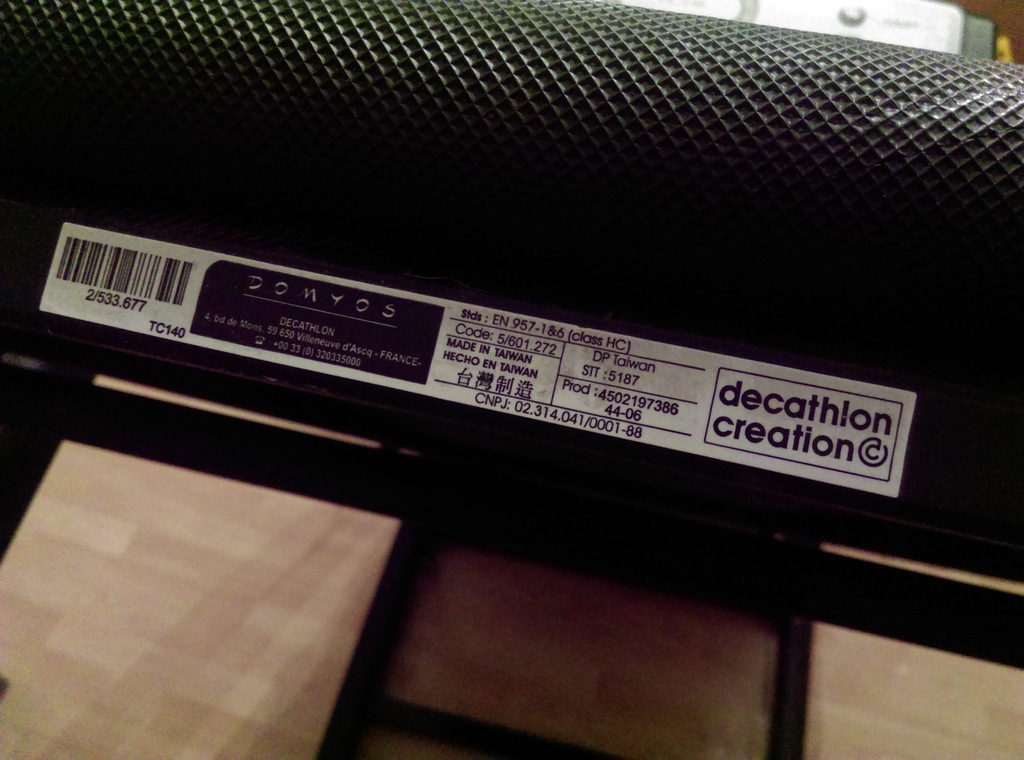 2/533.677
TC140
DOMYOS
DECATHLON
4, bd de Mons, 59 650 Villeneuve d'Ascq - FRANCE-
☎ +00 33 (0) 320335000
Stds : EN 957-1&6 (class HC)
Code: 5/601.272
MADE IN TAIWAN
HECHO EN TAIWAN
台灣制造
DP Taiwan
STT :5187
Prod :4502197386
44-06
CNPJ: 02.314.041/0001-88
decathlon
creation©